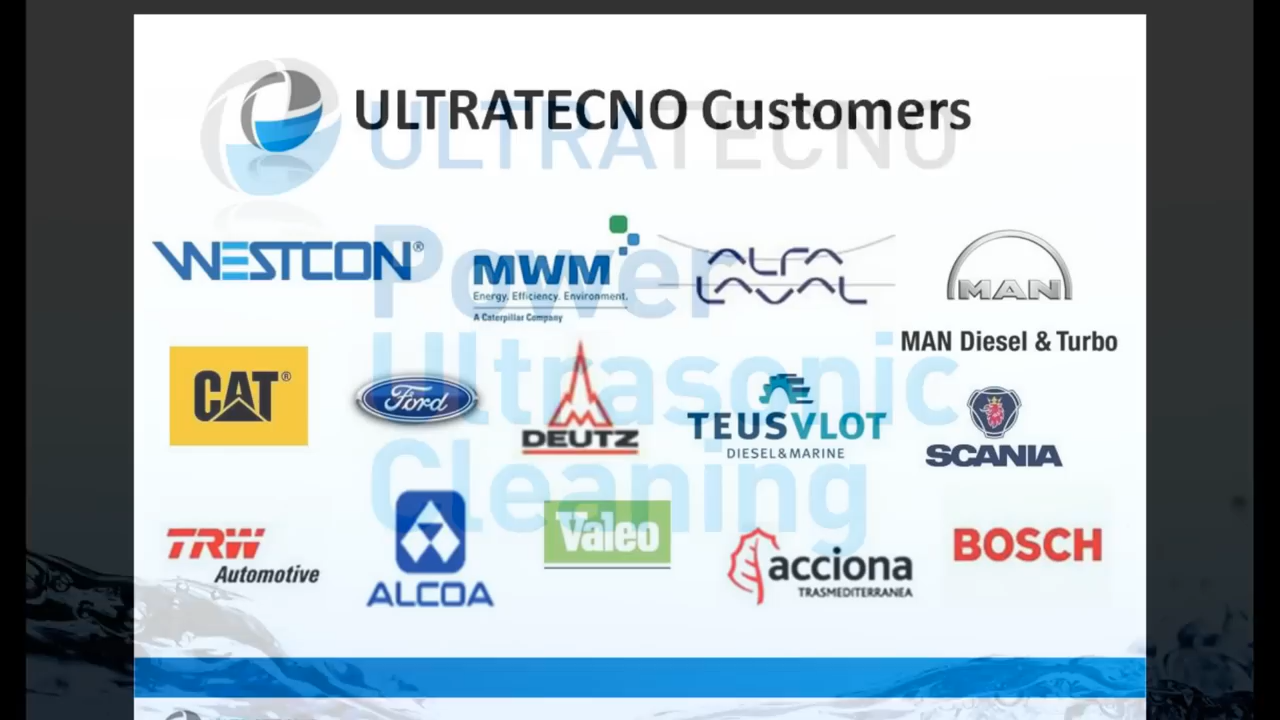 ULTRATECNO Customers
ULTRATECNO
WESTCON®
MWM
Energy. Efficiency. Environment.
A Caterpillar Company
ALFA
LAVAL
MAN
MAN Diesel & Turbo
Power
Ultrasonic
Cleaning
CAT®
Ford
DEUTZ
TEUSVLOT
DIESEL & MARINE
SCANIA
TRW
Automotive
ALCOA
Valeo
acciona
TRASMEDITERRANEA
BOSCH